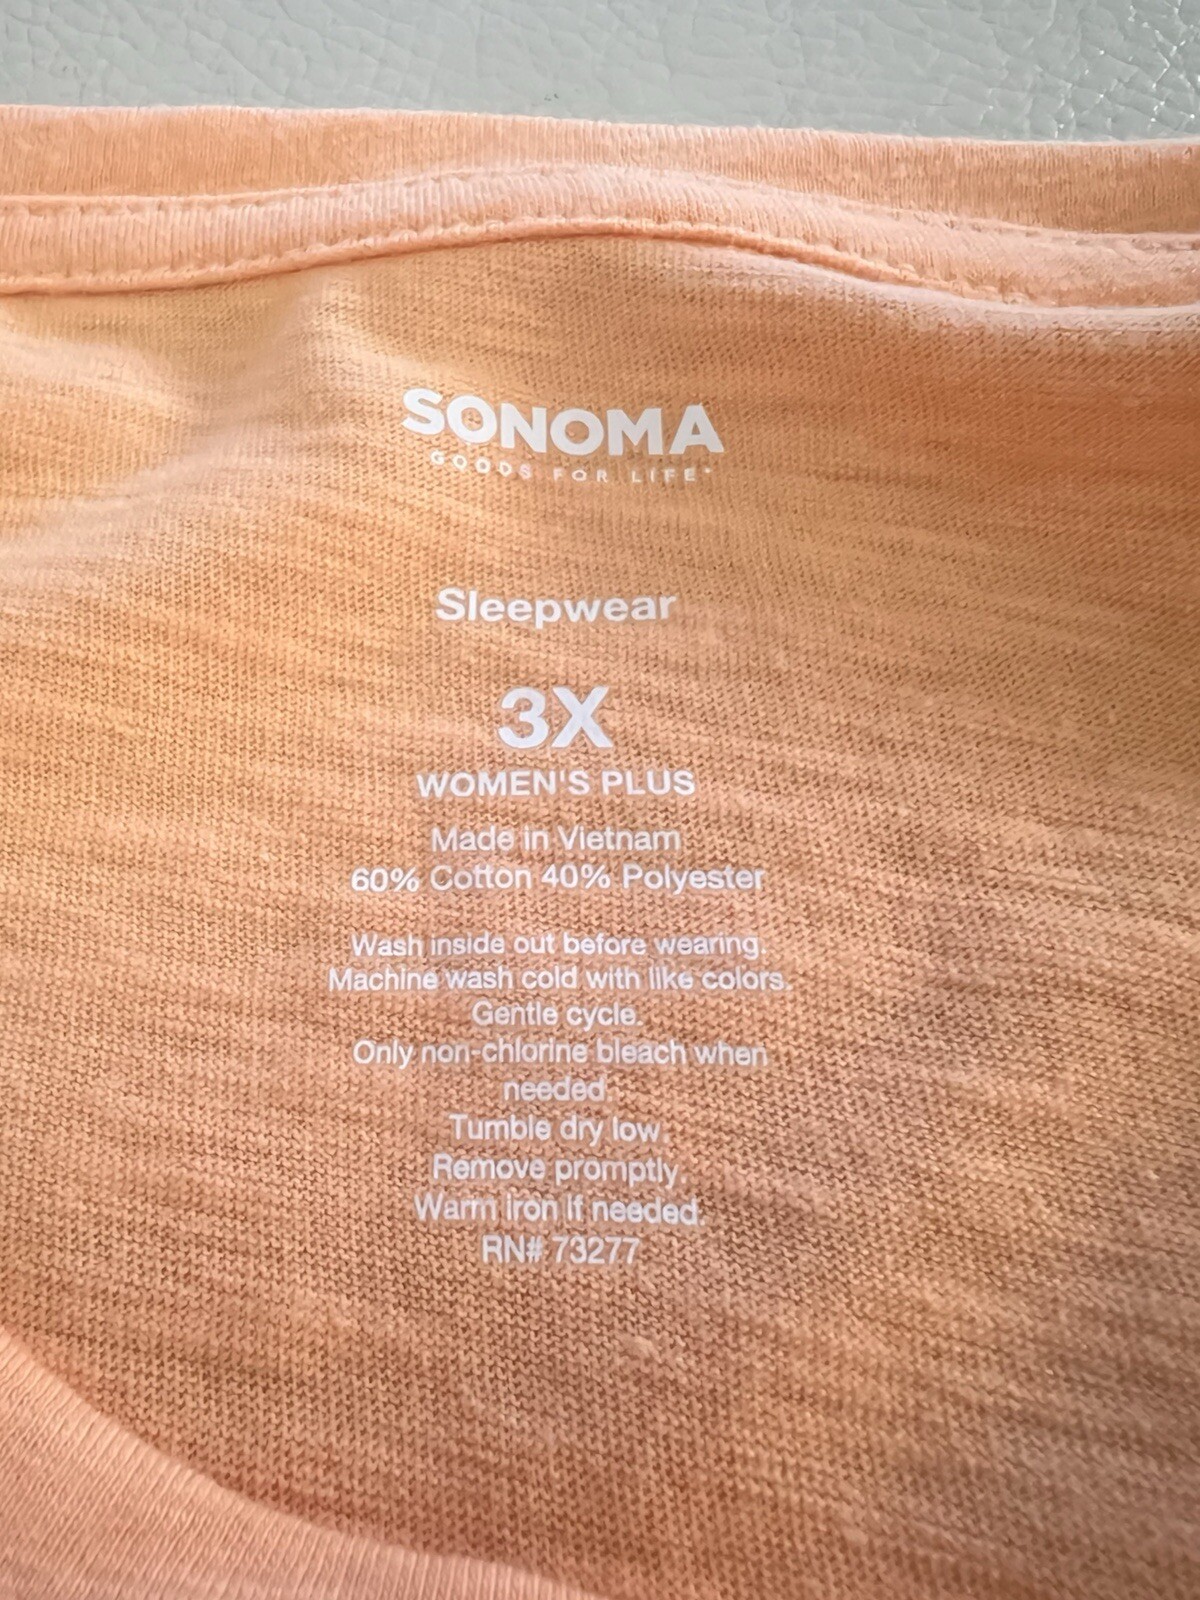 SONOMA
GOODS FOR LIFE
Sleepwear
3X
WOMEN'S PLUS
Made in Vietnam
60% Cotton 40% Polyester
Wash inside out before wearing.
Machine wash cold with like colors.
Gentle cycle.
Only non-chlorine bleach when
needed.
Tumble dry low.
Remove promptly.
Warm iron if needed.
RN# 73277